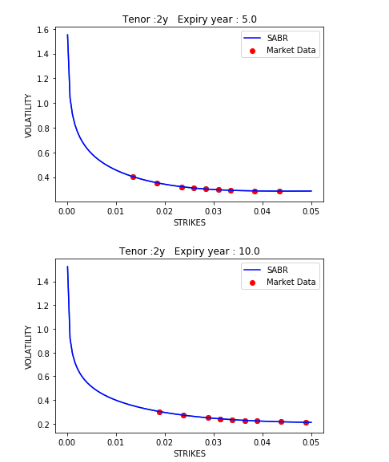 Tenor :2y   Expiry year : 5.0
1.6
1.4
1.2
1.0
0.8
0.6
0.4
VOLATILITY
SABR
Market Data
0.00 0.01 0.02 0.03 0.04 0.05
STRIKES
Tenor :2y   Expiry year : 10.0
1.4
1.2
1.0
0.8
0.6
0.4
0.2
VOLATILITY
SABR
Market Data
0.00 0.01 0.02 0.03 0.04 0.05
STRIKES